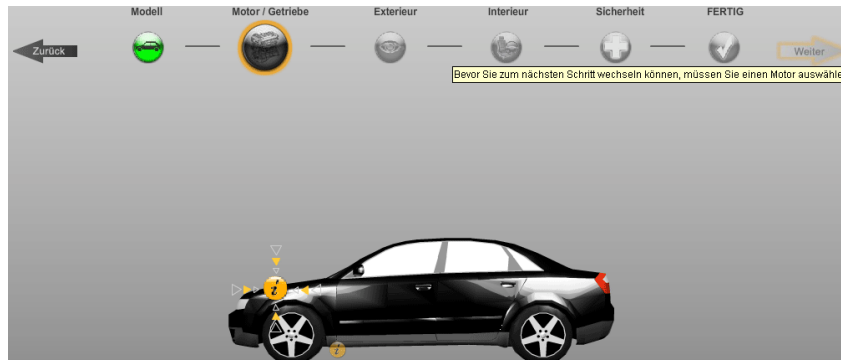 Modell
Motor / Getriebe
Exterieur
Interieur
Sicherheit
FERTIG
Zurück
Weiter
Bevor Sie zum nächsten Schritt wechseln können, müssen Sie einen Motor auswähle
i
i